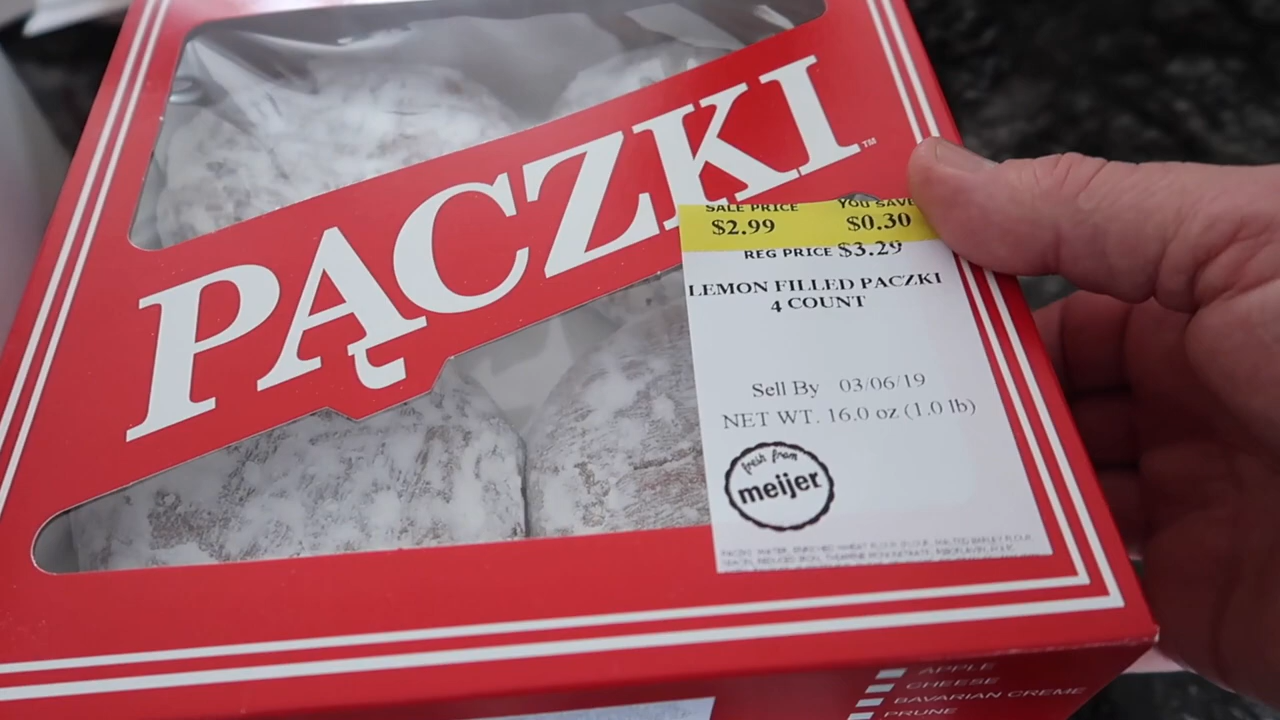 PĄCZKI™
SALE PRICE YOU SAVE
$2.99 $0.30
REG PRICE $3.29
LEMON FILLED PACZKI
4 COUNT
Sell By 03/06/19
NET WT. 16.0 oz (1.0 lb)
fresh from
meijer
APPLE
CHEESE
BAVARIAN CREME
PRUNE